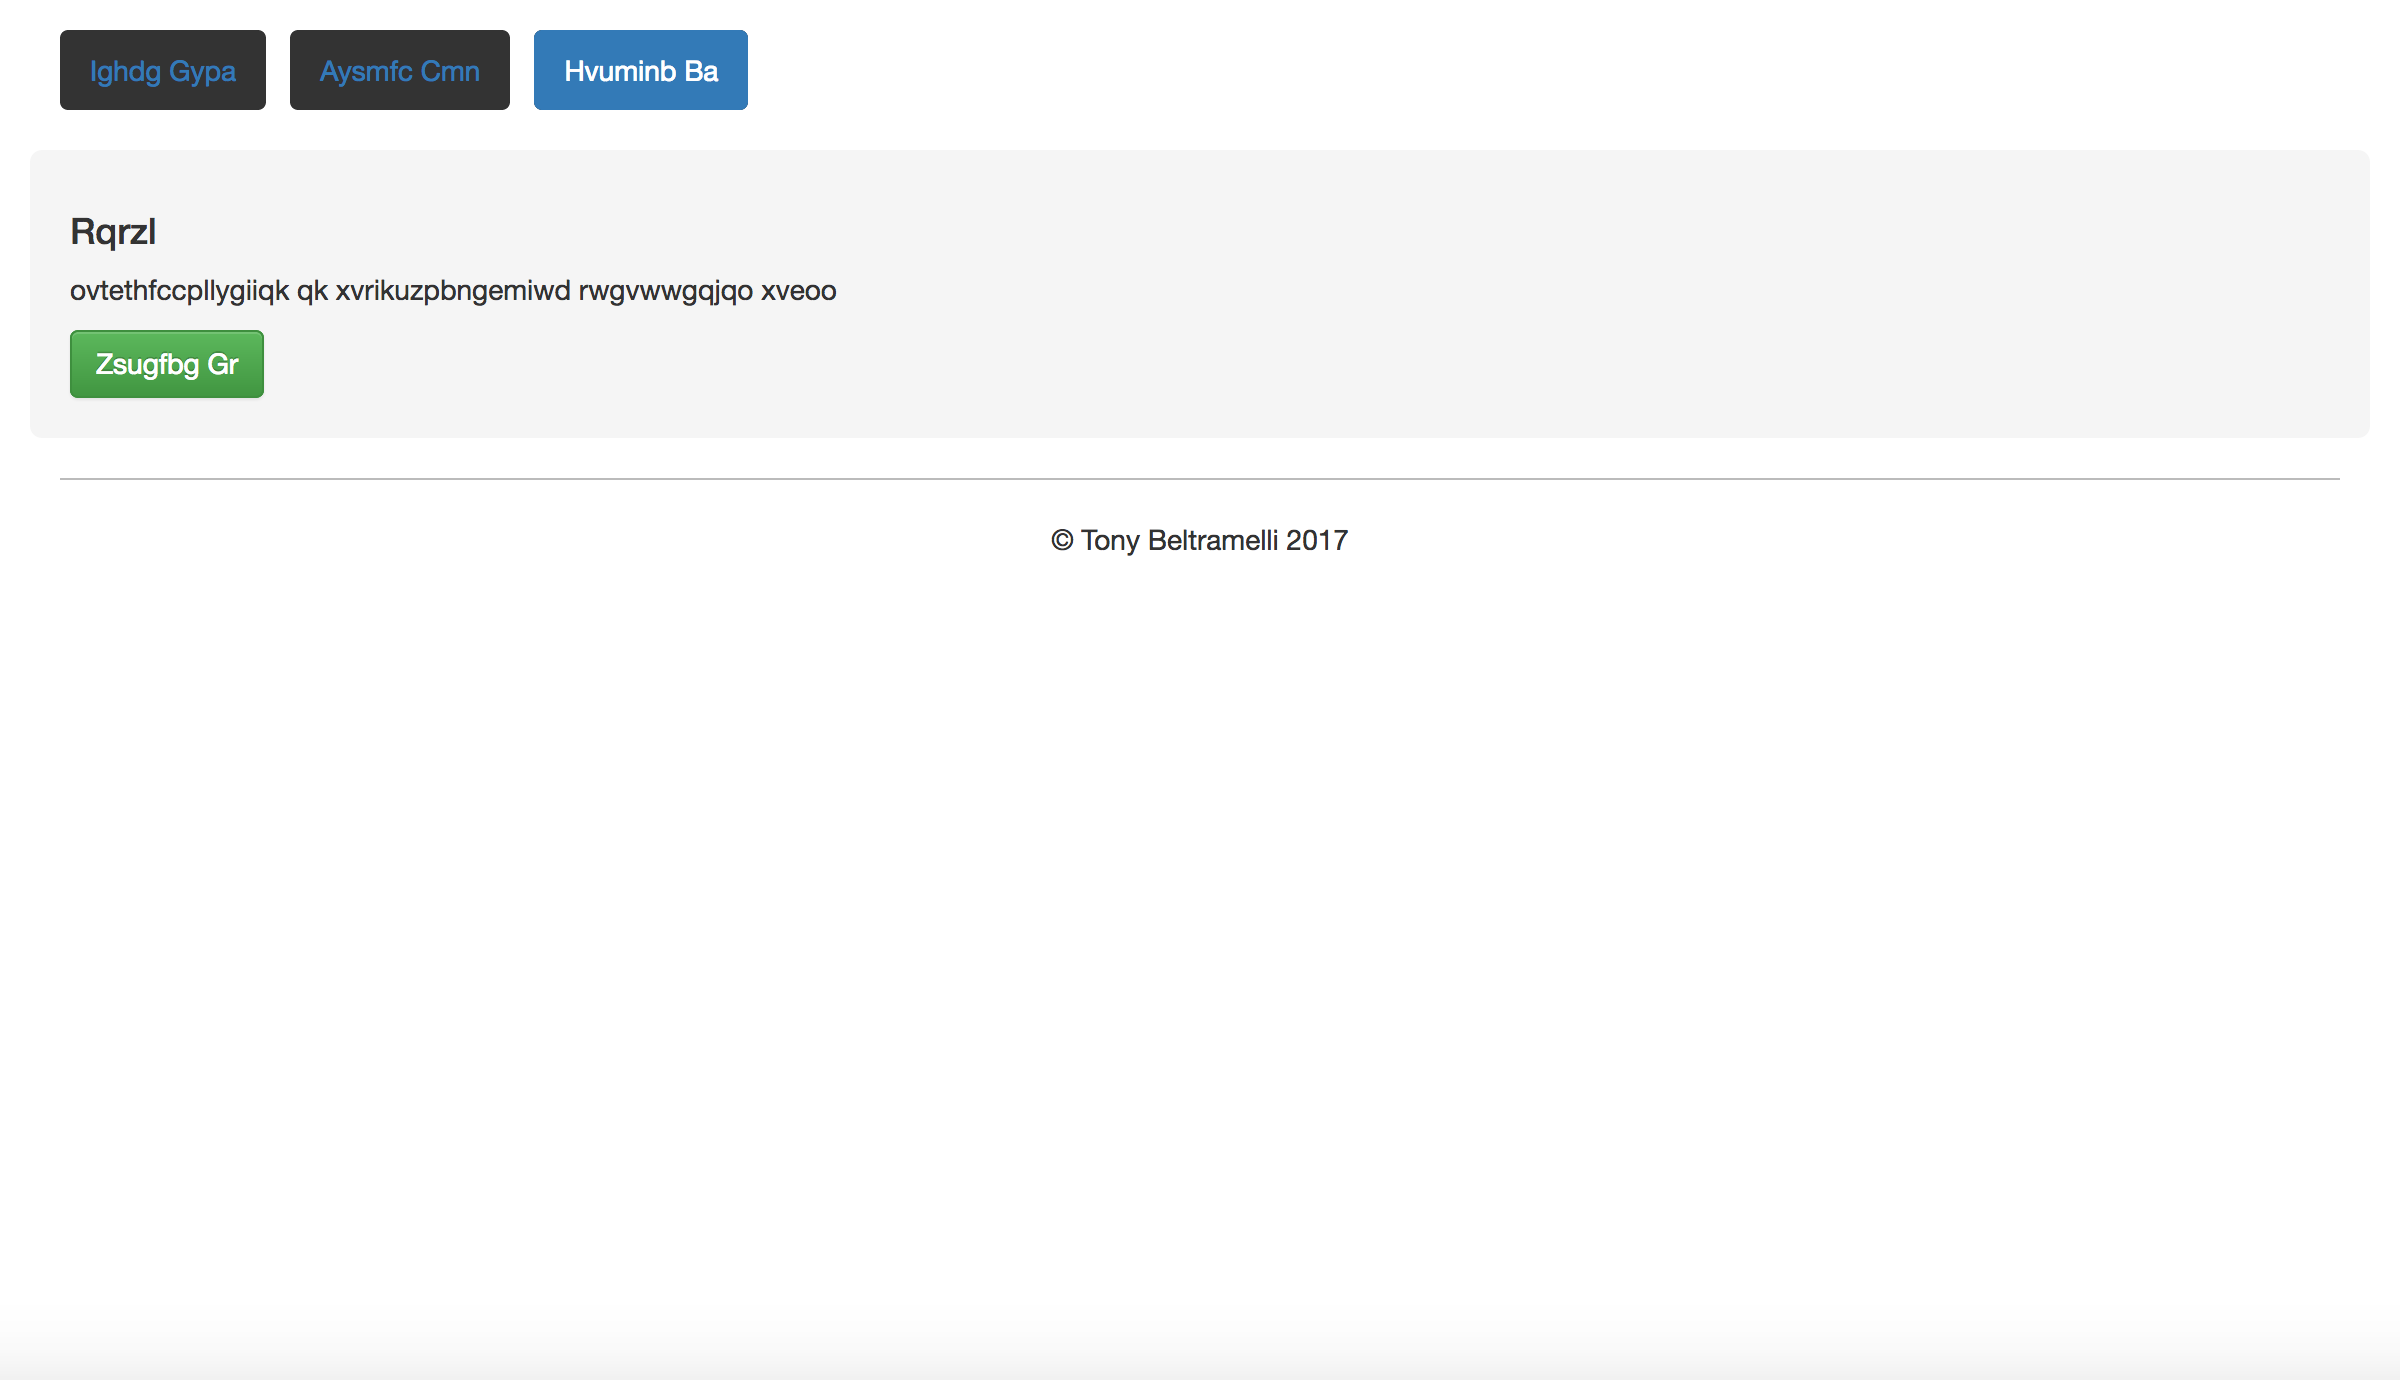 Ighdg Gypa
Aysmfc Cmn
Hvuminb Ba
Rqrzl
ovtethfccpllygiiqk qk xvrikuzpbngemiwd rwgvwwgqjqo xveoo
Zsugfbg Gr
© Tony Beltramelli 2017